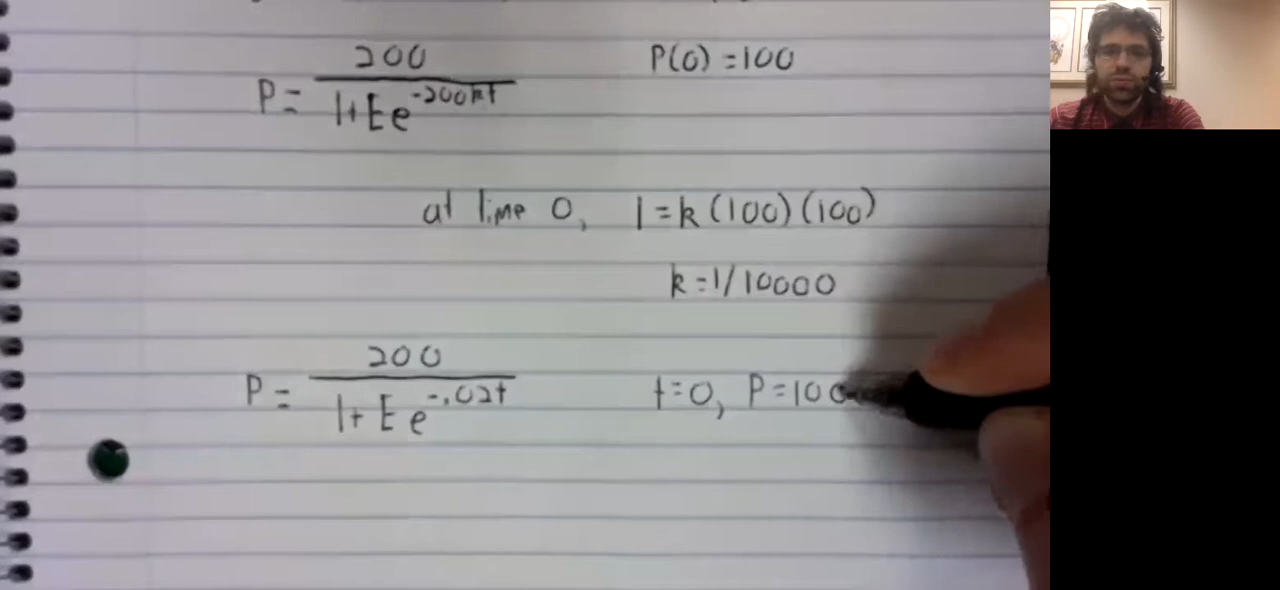 P = 200 / (1+Ee^(-200kt))    P(0) = 100
at time 0,    1 = k(100)(100)
k = 1/10000
P = 200 / (1+Ee^(-.02t))    t=0, P=100